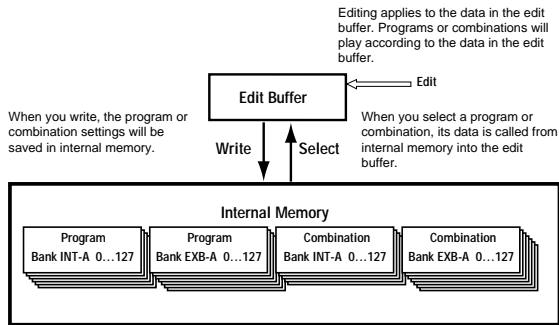 Editing applies to the data in the edit
buffer. Programs or combinations will
play according to the data in the edit
buffer.
Edit
Edit Buffer
When you write, the program or
combination settings will be
saved in internal memory.
Write
Select
When you select a program or
combination, its data is called from
internal memory into the edit
buffer.
Internal Memory
Program
Bank INT-A 0...127
Program
Bank EXB-A 0...127
Combination
Bank INT-A 0...127
Combination
Bank EXB-A 0...127